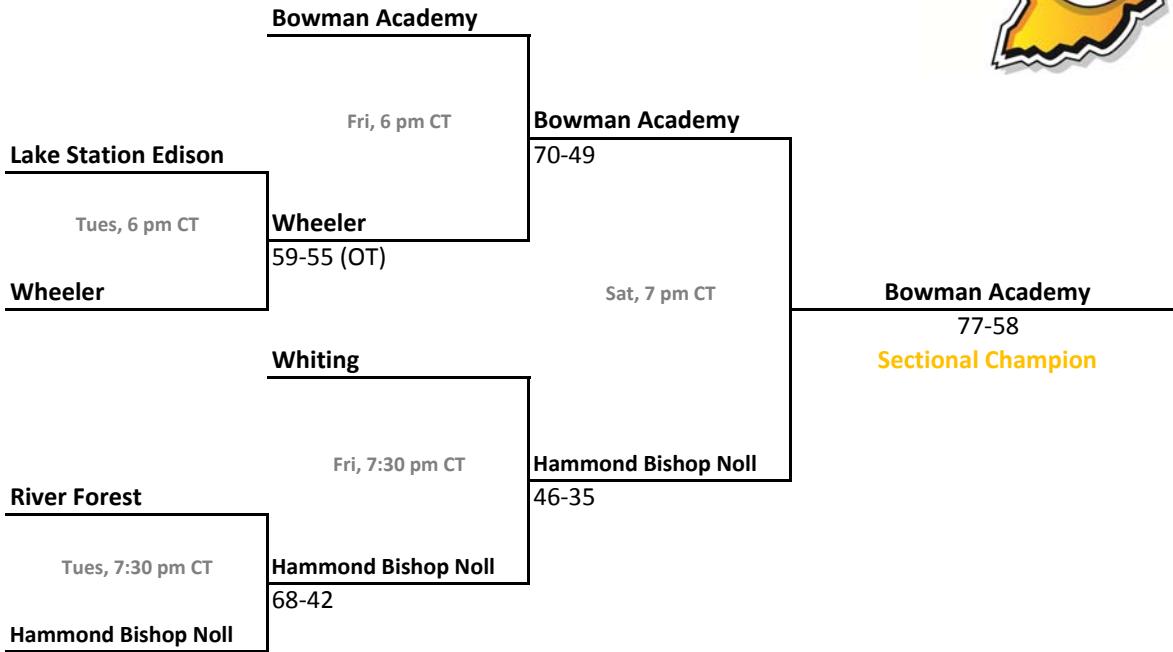 Bowman Academy
Fri, 6 pm CT
Bowman Academy
Lake Station Edison
70-49
Tues, 6 pm CT
Wheeler
59-55 (OT)
Wheeler
Sat, 7 pm CT
Bowman Academy
77-58
Whiting
Sectional Champion
Fri, 7:30 pm CT
Hammond Bishop Noll
River Forest
46-35
Tues, 7:30 pm CT
Hammond Bishop Noll
68-42
Hammond Bishop Noll